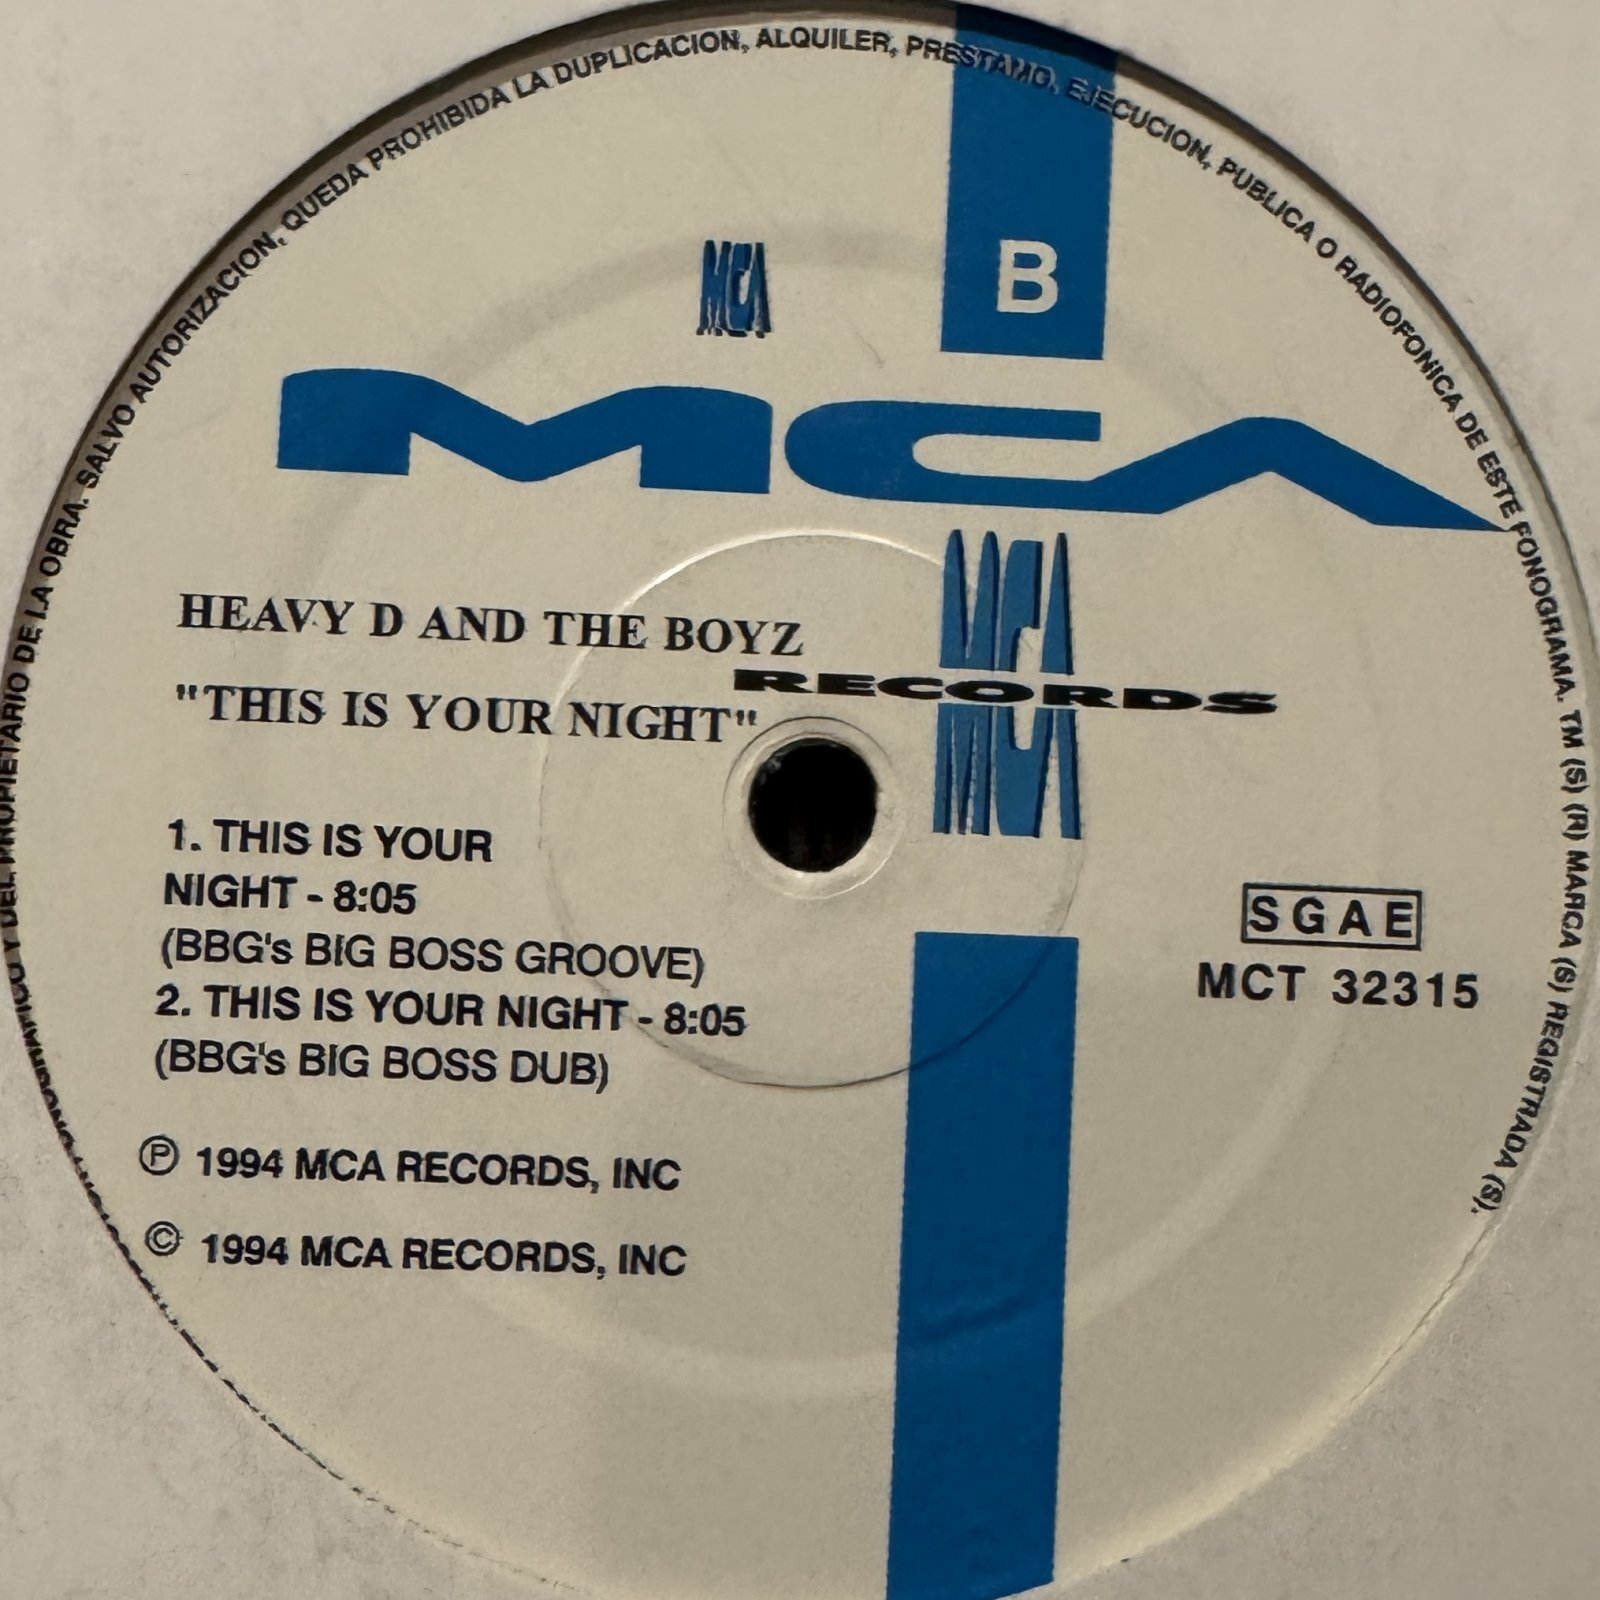 SALVO AUTORIZACION, QUEDA PROHIBIDA LA DUPLICACION, ALQUILER, PRESTAMO, EJECUCION, PUBLICA O RADIOFONICA DE ESTE FONOGRAMA. TM (S) (R) MARCA (S) REGISTRADA (S).
Y DEL PROPIETARIO DE LA OBRA.
B
MCA
MCA
MCA
RECORDS
MCA
HEAVY D AND THE BOYZ
"THIS IS YOUR NIGHT"
1. THIS IS YOUR
NIGHT - 8:05
(BBG's BIG BOSS GROOVE)
2. THIS IS YOUR NIGHT - 8:05
(BBG's BIG BOSS DUB)
SGAE
MCT 32315
Ⓟ 1994 MCA RECORDS, INC
© 1994 MCA RECORDS, INC